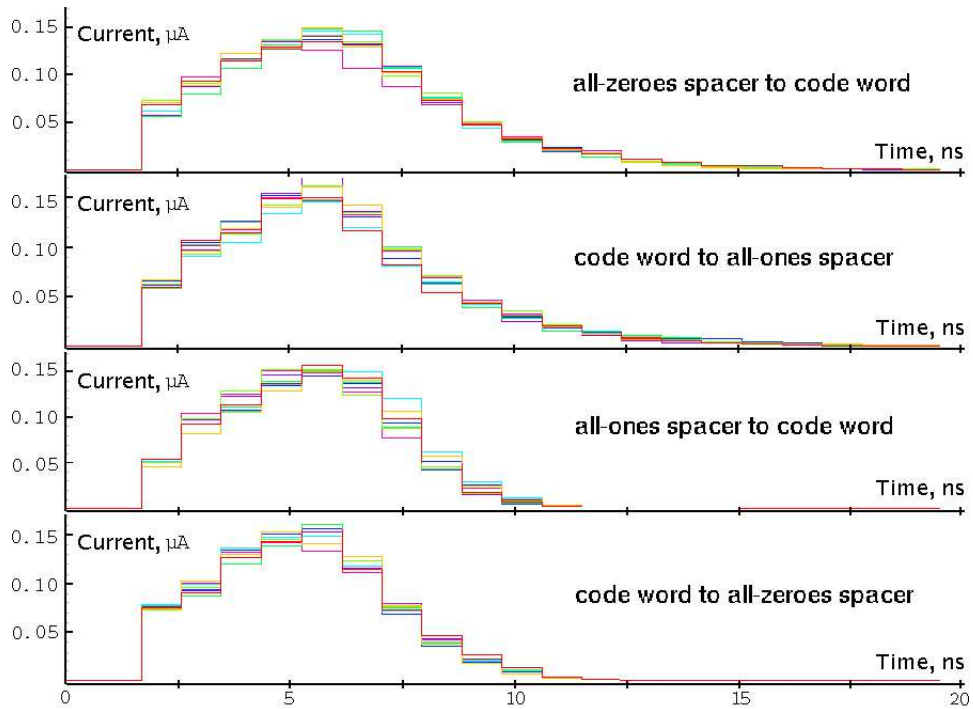 0.15
Current, μA
0.10
all-zeroes spacer to code word
0.05
Time, ns
0.15
Current, μA
0.10
code word to all-ones spacer
0.05
Time, ns
0.15
Current, μA
0.10
all-ones spacer to code word
0.05
Time, ns
0.15
Current, μA
0.10
code word to all-zeroes spacer
0.05
Time, ns
0 5 10 15 20